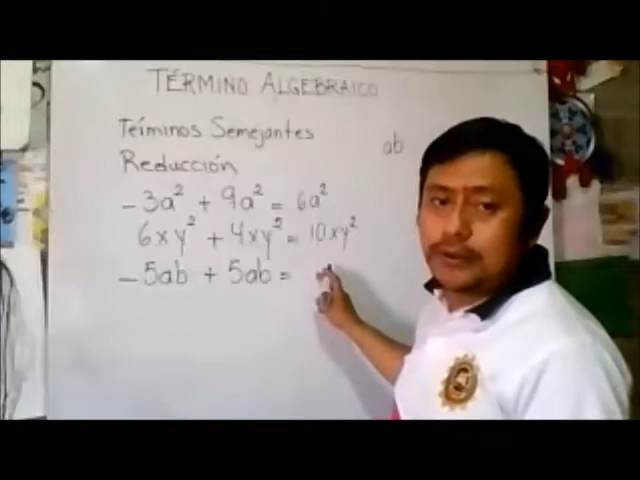 TÉRMINO ALGEBRAICO
Términos Semejantes
ab
Reducción
-3a² + 9a² = 6a²
6xy² + 4xy² = 10xy²
-5ab + 5ab =